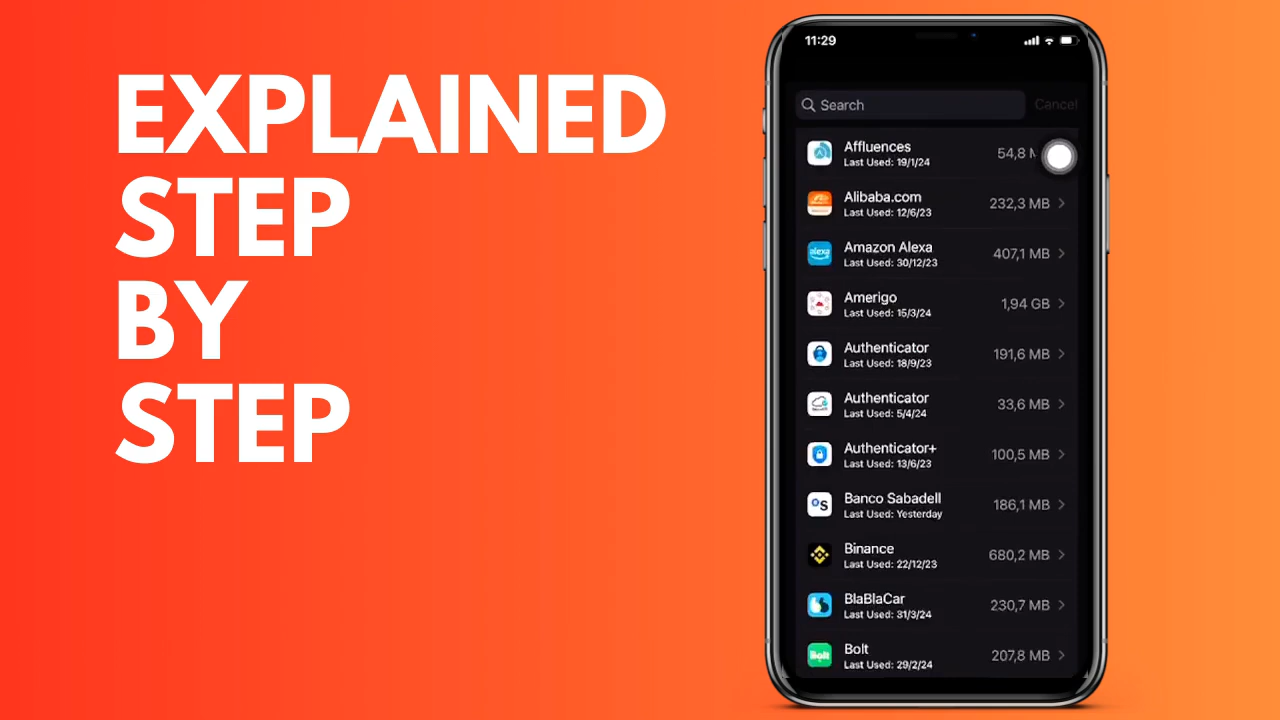 EXPLAINED
STEP
BY
STEP
11:29
Search
Cancel
Affluences
54,8
Last Used: 19/1/24
Alibaba.com
232,3 MB
Last Used: 12/6/23
alexa
Amazon Alexa
407,1 MB
Last Used: 30/12/23
Amerigo
1,94 GB
Last Used: 15/3/24
Authenticator
191,6 MB
Last Used: 18/9/23
Authenticator
33,6 MB
Last Used: 5/4/24
Authenticator+
100,5 MB
Last Used: 13/6/23
S
Banco Sabadell
186,1 MB
Last Used: Yesterday
Binance
680,2 MB
Last Used: 22/12/23
BlaBlaCar
230,7 MB
Last Used: 31/3/24
Bolt
Bolt
207,8 MB
Last Used: 29/2/24